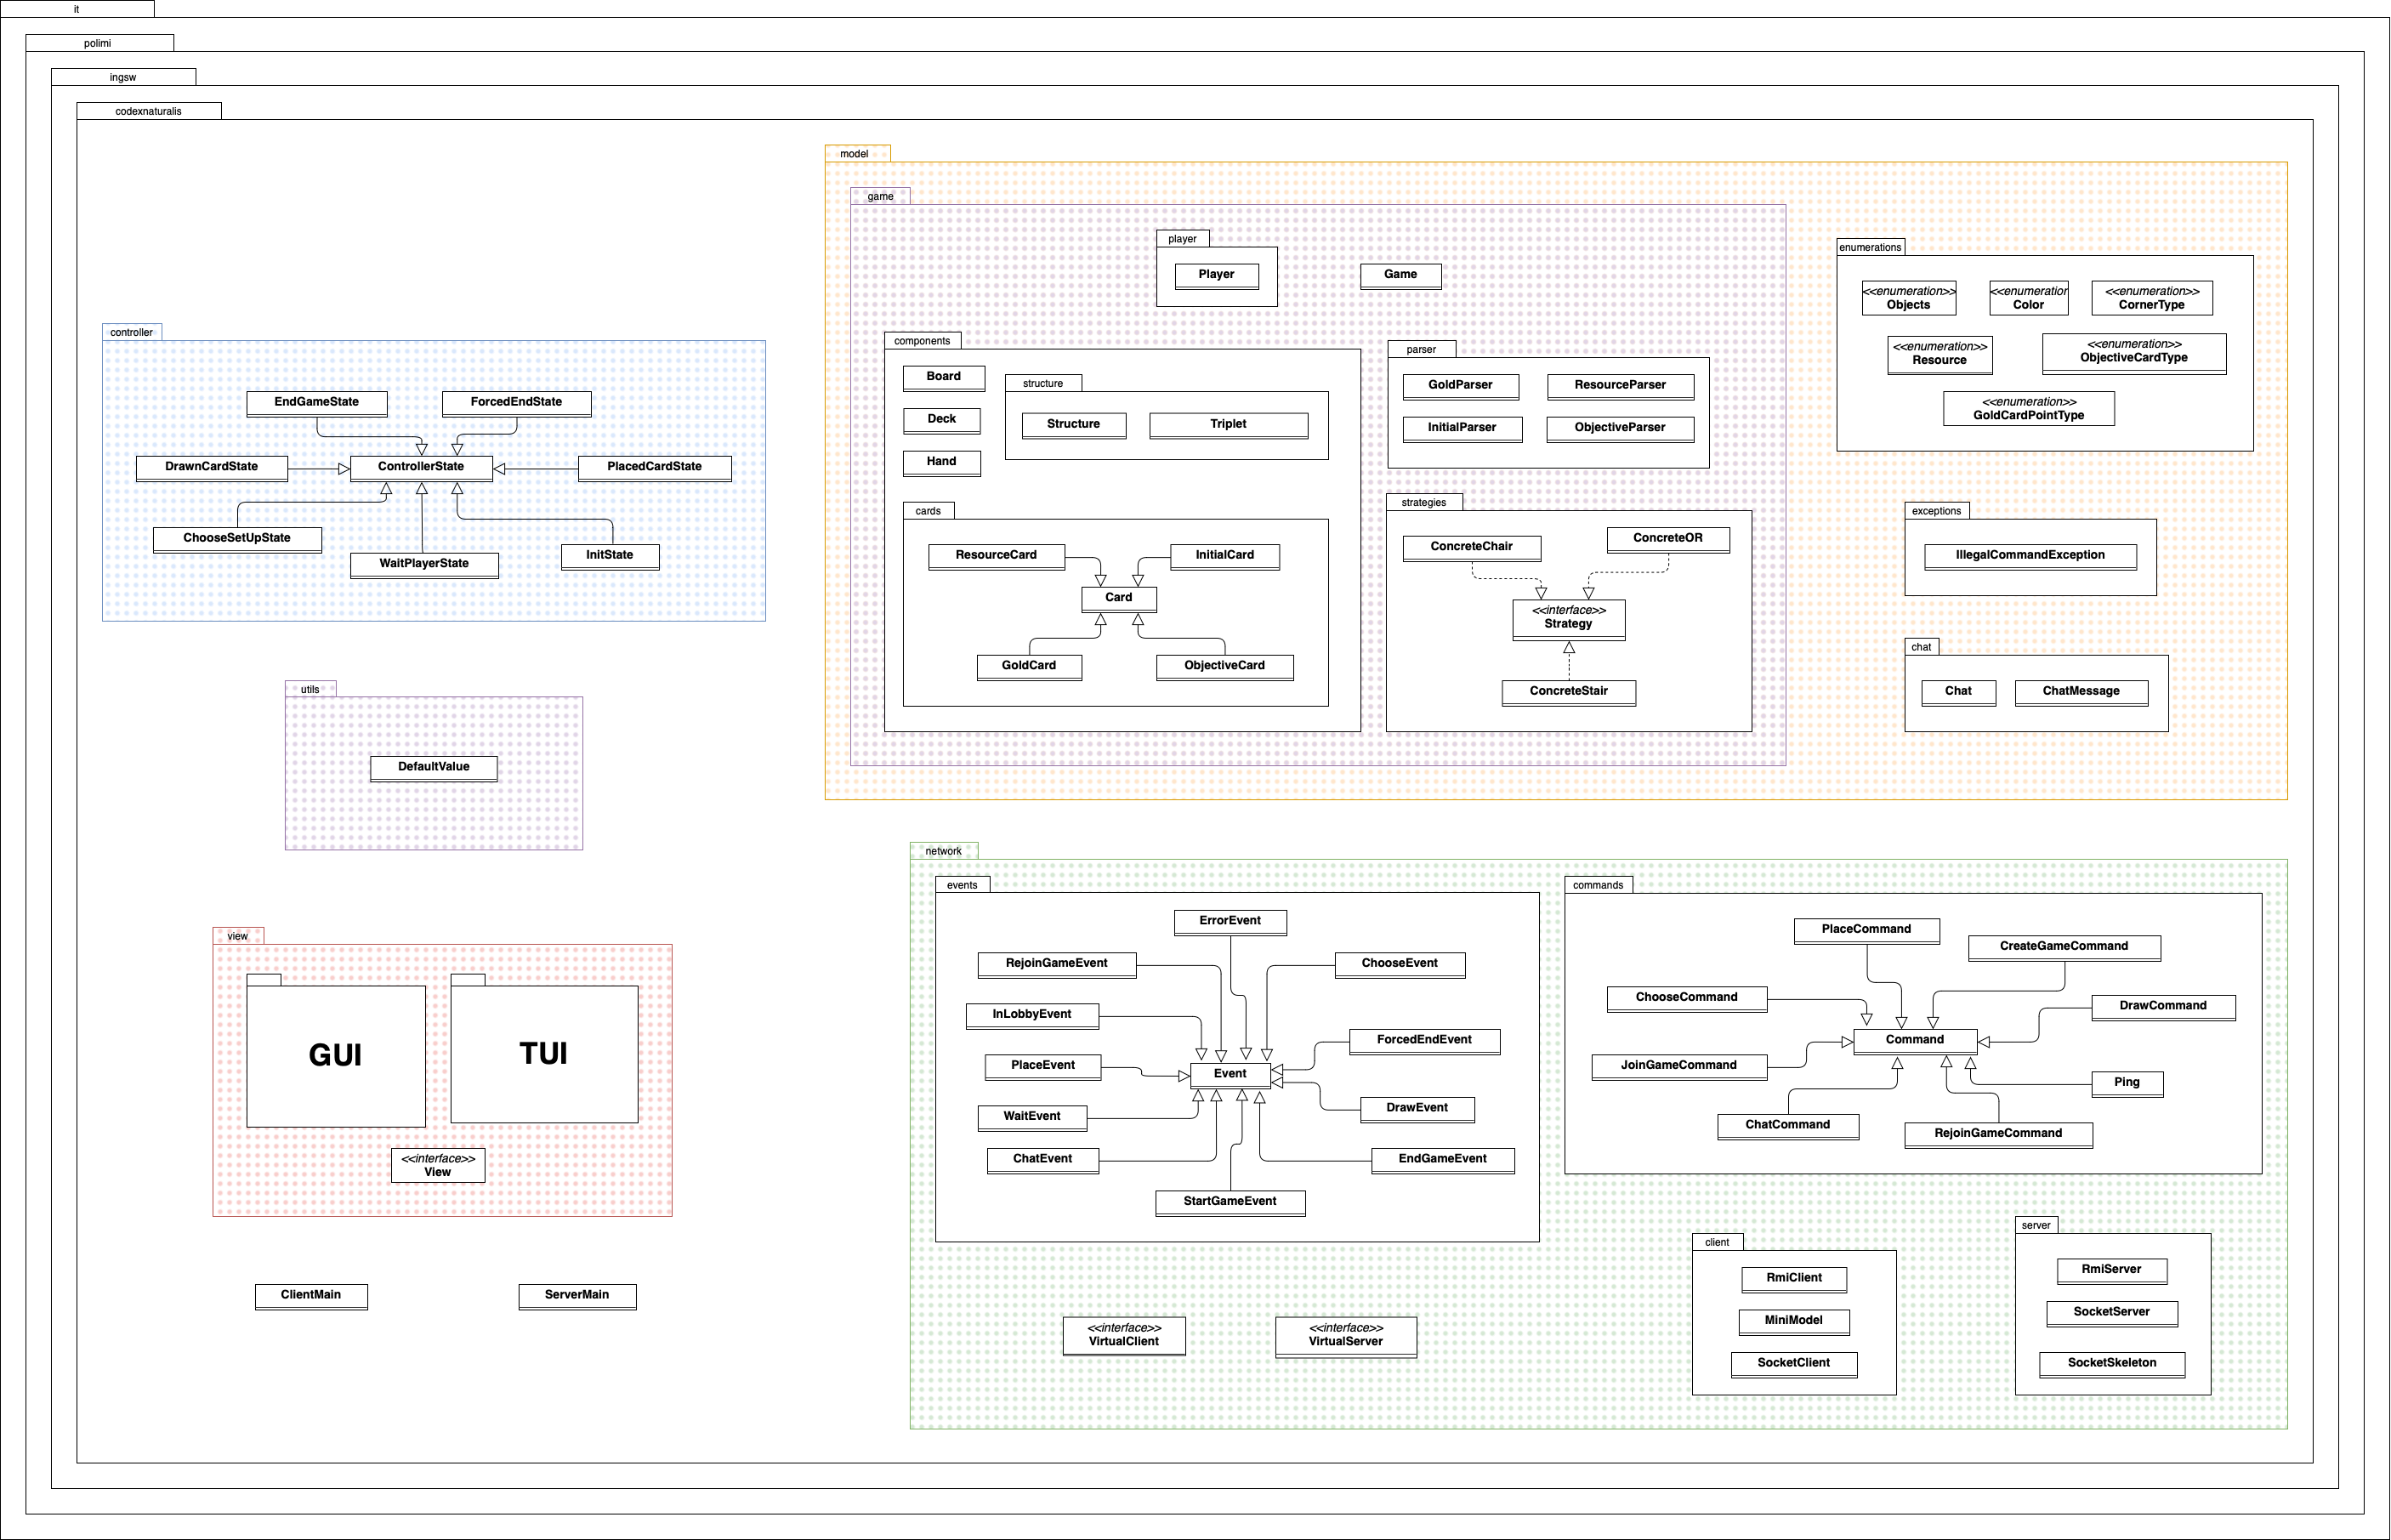 it
polimi
ingsw
codexnaturalis
controller
EndGameState
ForcedEndState
DrawnCardState
ControllerState
PlacedCardState
ChooseSetUpState
WaitPlayerState
InitState
utils
DefaultValue
view
GUI
TUI
<<interface>>
View
ClientMain
ServerMain
model
game
player
Player
Game
components
Board
Deck
Hand
structure
Structure
Triplet
cards
ResourceCard
InitialCard
Card
GoldCard
ObjectiveCard
parser
GoldParser
ResourceParser
InitialParser
ObjectiveParser
strategies
ConcreteChair
ConcreteOR
<<interface>>
Strategy
ConcreteStair
enumerations
<<enumeration>>
Objects
<<enumeration
Color
<<enumeration>>
CornerType
<<enumeration>>
Resource
<<enumeration>>
ObjectiveCardType
<<enumeration>>
GoldCardPointType
exceptions
IllegalCommandException
chat
Chat
ChatMessage
network
events
ErrorEvent
RejoinGameEvent
ChooseEvent
InLobbyEvent
ForcedEndEvent
PlaceEvent
Event
WaitEvent
DrawEvent
ChatEvent
EndGameEvent
StartGameEvent
<<interface>>
VirtualClient
<<interface>>
VirtualServer
commands
PlaceCommand
CreateGameCommand
ChooseCommand
DrawCommand
Command
JoinGameCommand
Ping
ChatCommand
RejoinGameCommand
client
RmiClient
MiniModel
SocketClient
server
RmiServer
SocketServer
SocketSkeleton